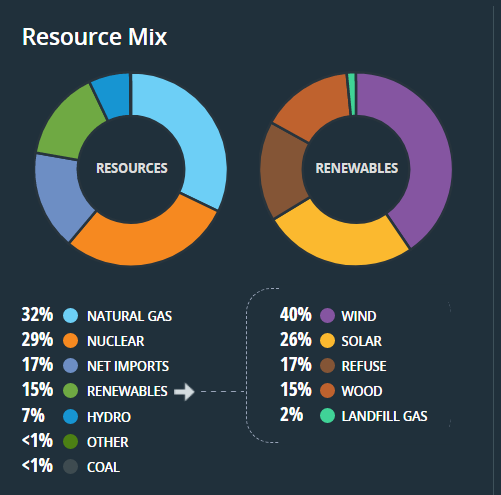 Resource Mix
RESOURCES
RENEWABLES
32% NATURAL GAS
29% NUCLEAR
17% NET IMPORTS
15% RENEWABLES
7% HYDRO
<1% OTHER
<1% COAL
40% WIND
26% SOLAR
17% REFUSE
15% WOOD
2% LANDFILL GAS